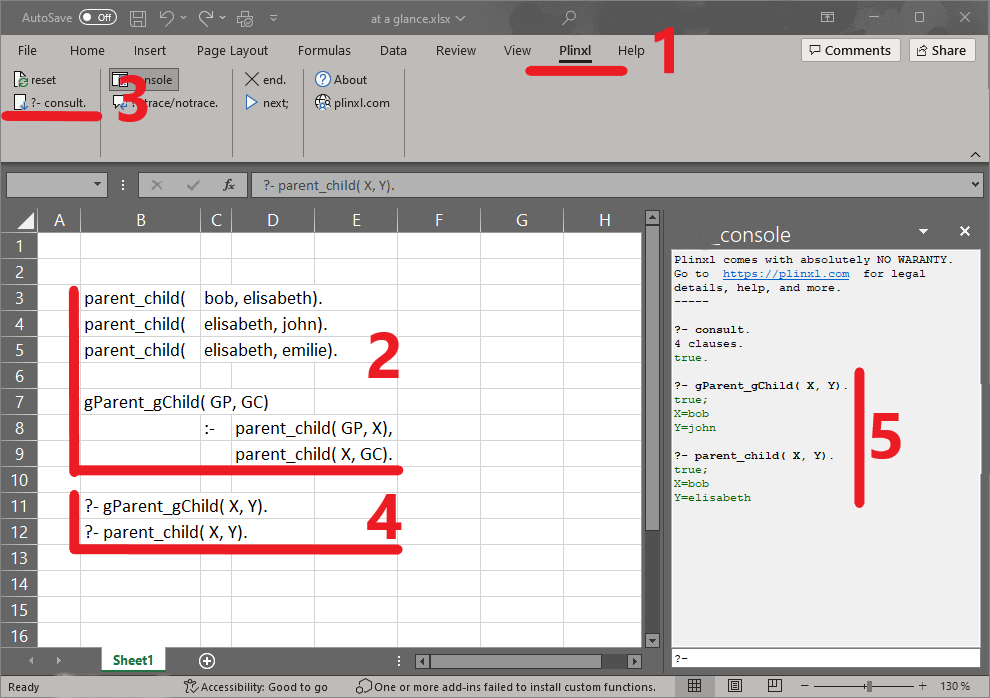 AutoSave Off at a glance.xlsx
File Home Insert Page Layout Formulas Data Review View Plinxl Help 1 Comments Share
reset console end. About
?- consult. 3 trace/notrace. next; plinxl.com
fx ?- parent_child( X, Y).
A B C D E F G H
1
2
3 parent_child( bob, elisabeth).
4 parent_child( elisabeth, john).
5 parent_child( elisabeth, emilie). 2
6
7 gParent_gChild( GP, GC)
8 :- parent_child( GP, X),
9 parent_child( X, GC).
10
11 ?- gParent_gChild( X, Y). 4
12 ?- parent_child( X, Y).
13
14
15
16
_console
Plinxl comes with absolutely NO WARANTY.
Go to https://plinxl.com for legal
details, help, and more.
-----
?- consult.
4 clauses.
true.
?- gParent_gChild( X, Y).
true;
X=bob
Y=john
5
?- parent_child( X, Y).
true;
X=bob
Y=elisabeth
?-
Sheet1
Ready Accessibility: Good to go One or more add-ins failed to install custom functions. 130 %